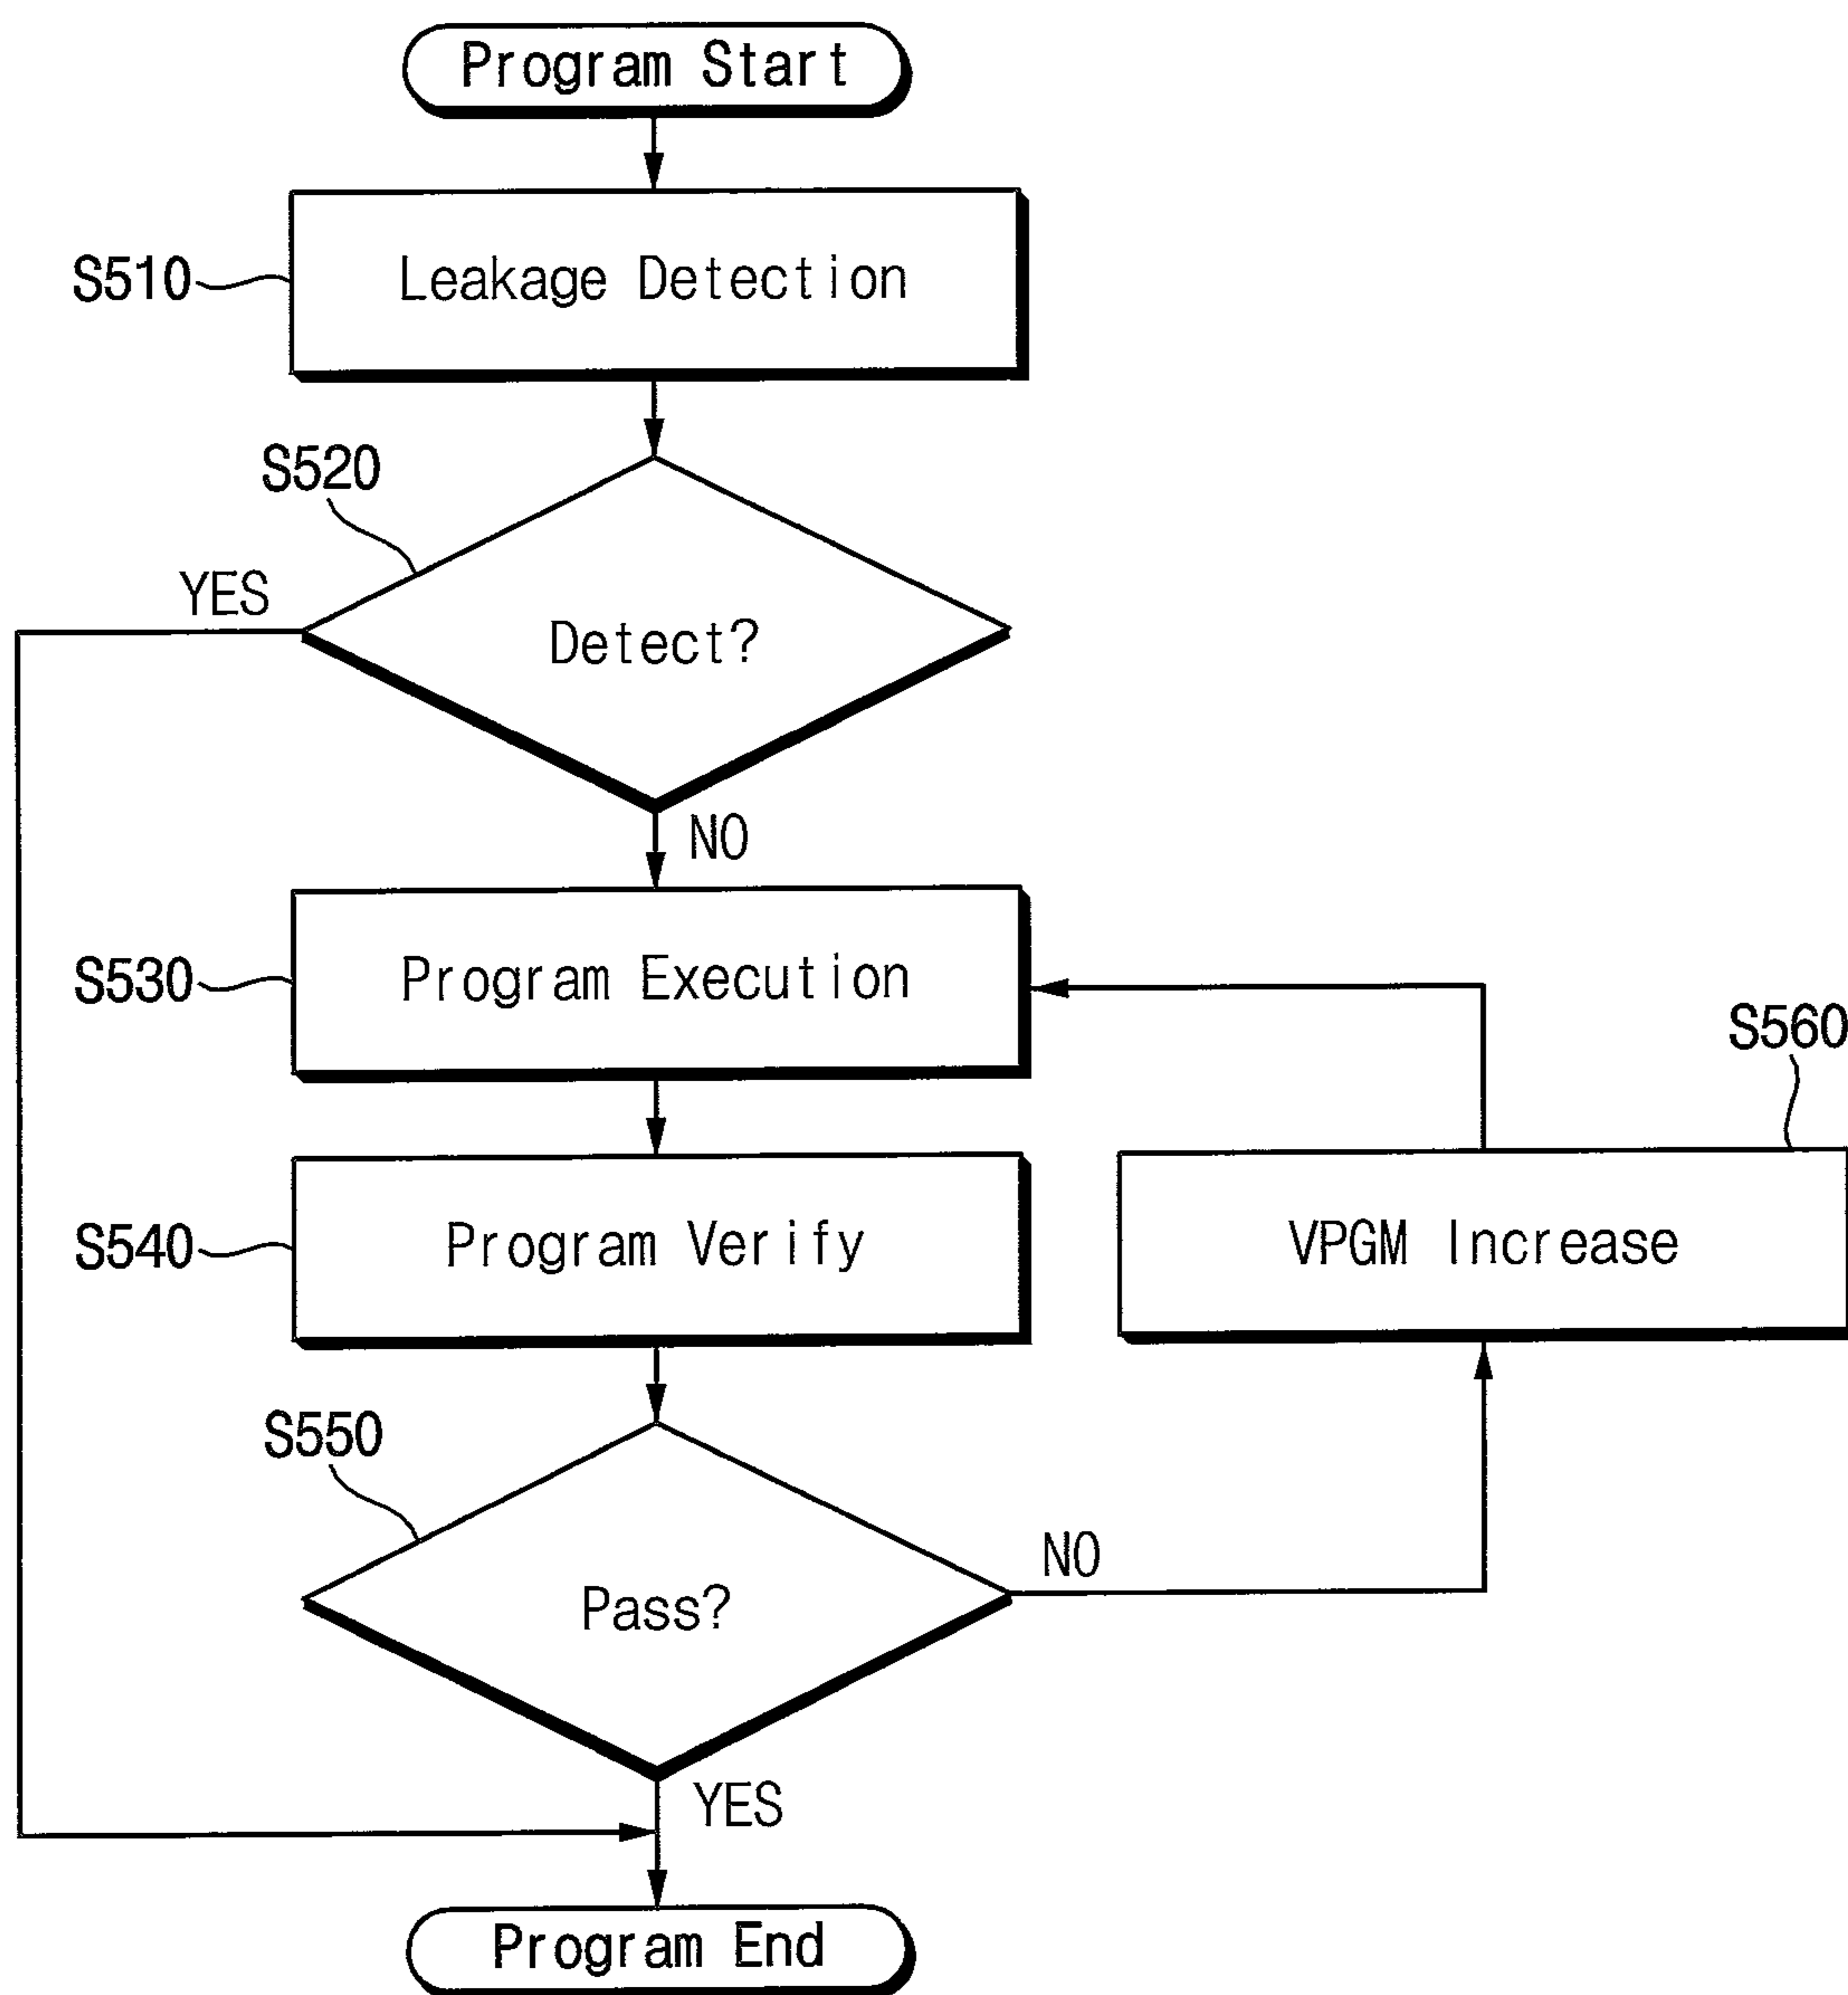 Program Start
S510
Leakage Detection
S520
YES
Detect?
NO
S530
Program Execution
S560
S540
Program Verify
VPGM Increase
S550
NO
Pass?
YES
Program End